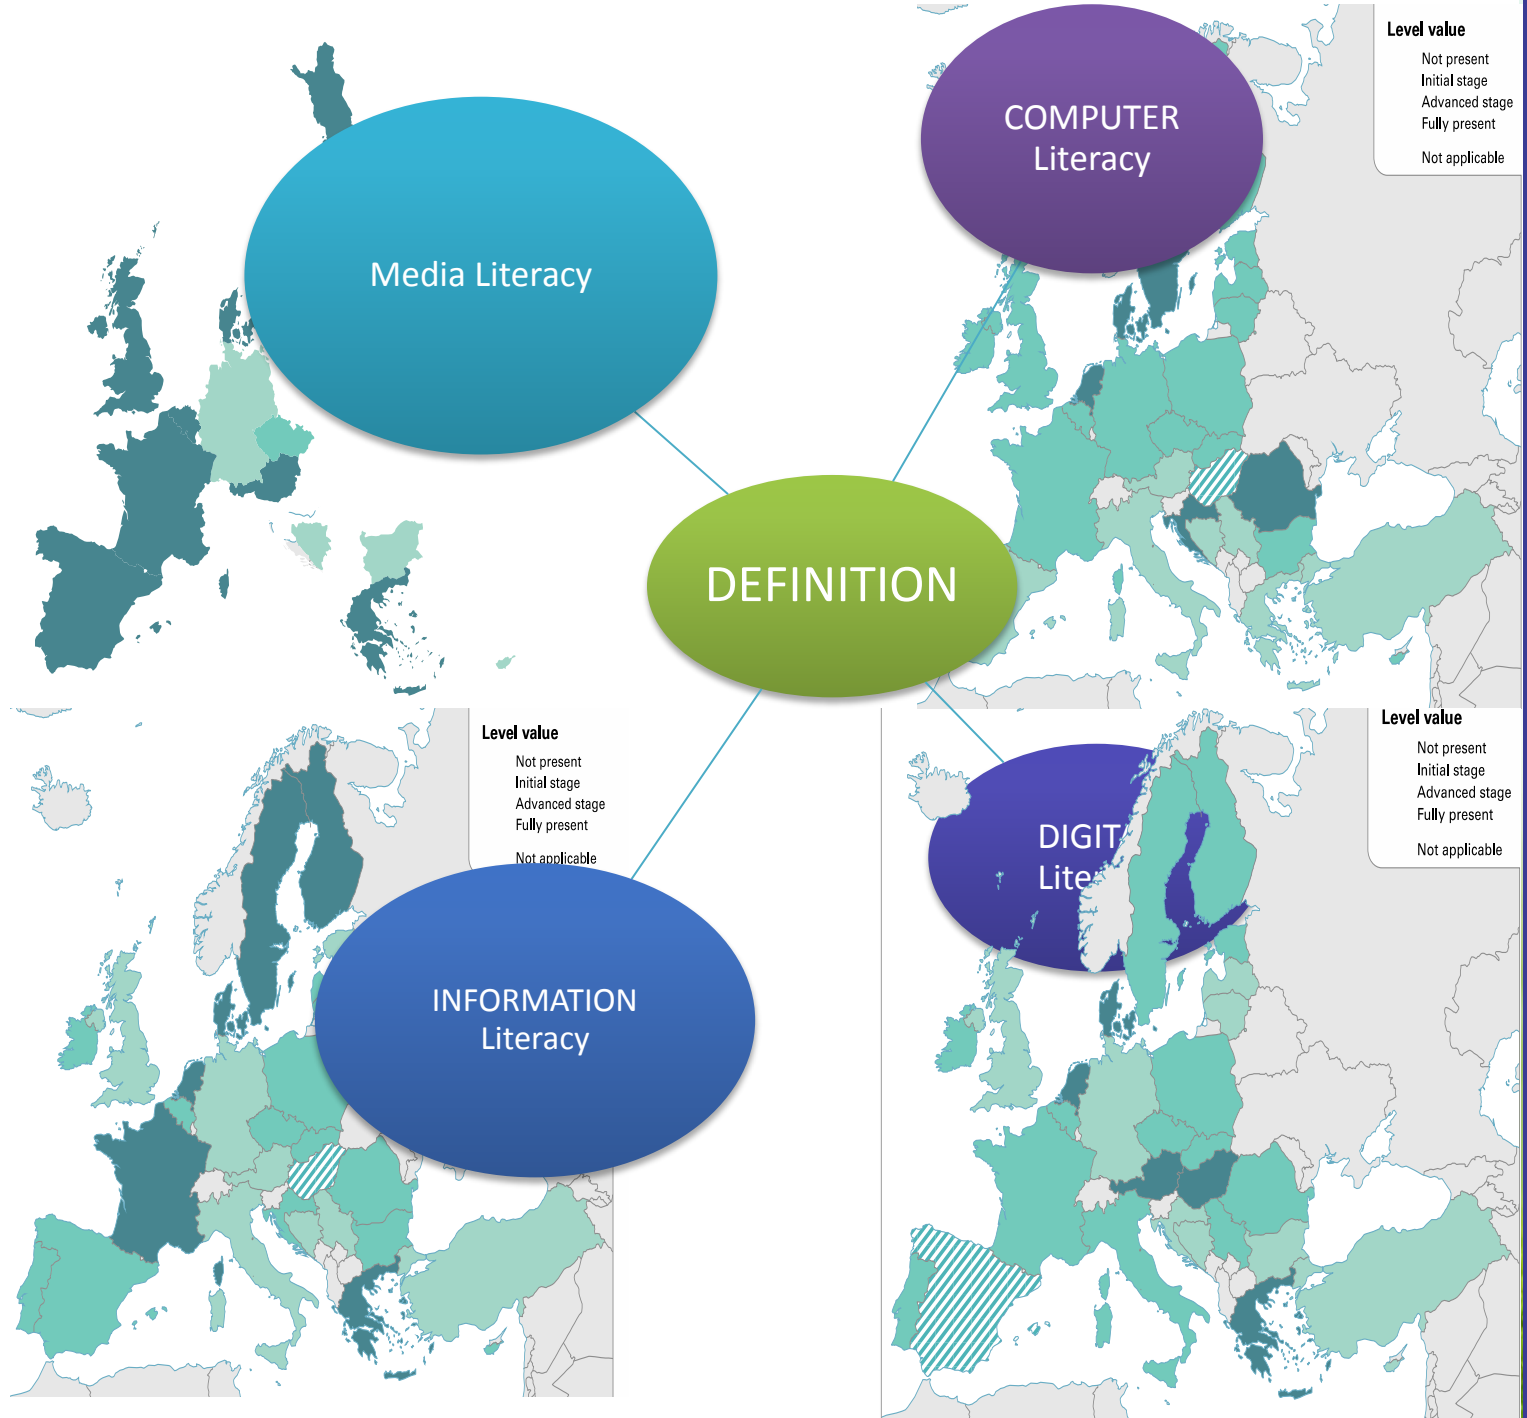 Media Literacy
COMPUTER
Literacy
Level value
Not present
Initial stage
Advanced stage
Fully present
Not applicable
DEFINITION
Level value
Not present
Initial stage
Advanced stage
Fully present
Not applicable
INFORMATION
Literacy
DIGIT
Lite
Level value
Not present
Initial stage
Advanced stage
Fully present
Not applicable